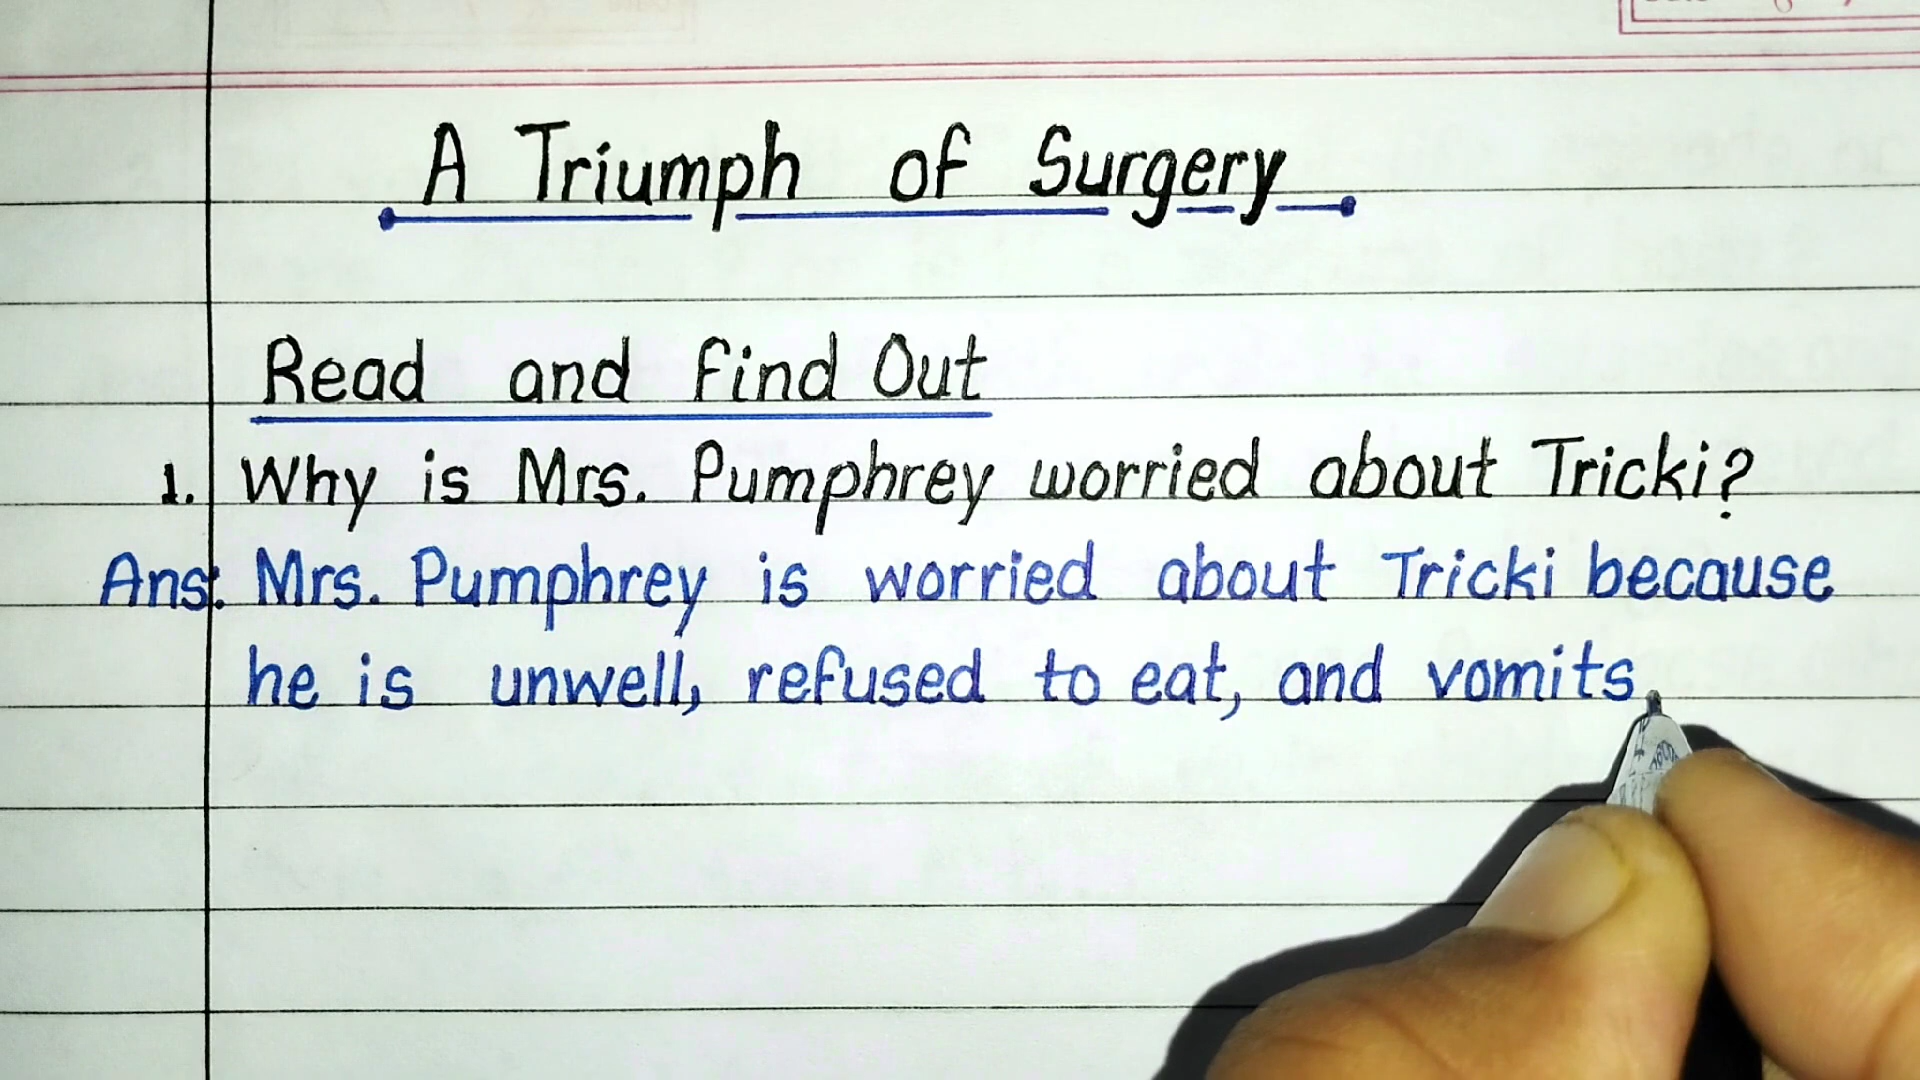 A Triumph of Surgery
Read and Find Out
1. Why is Mrs. Pumphrey worried about Tricki?
Ans: Mrs. Pumphrey is worried about Tricki because
he is unwell, refused to eat, and vomits.